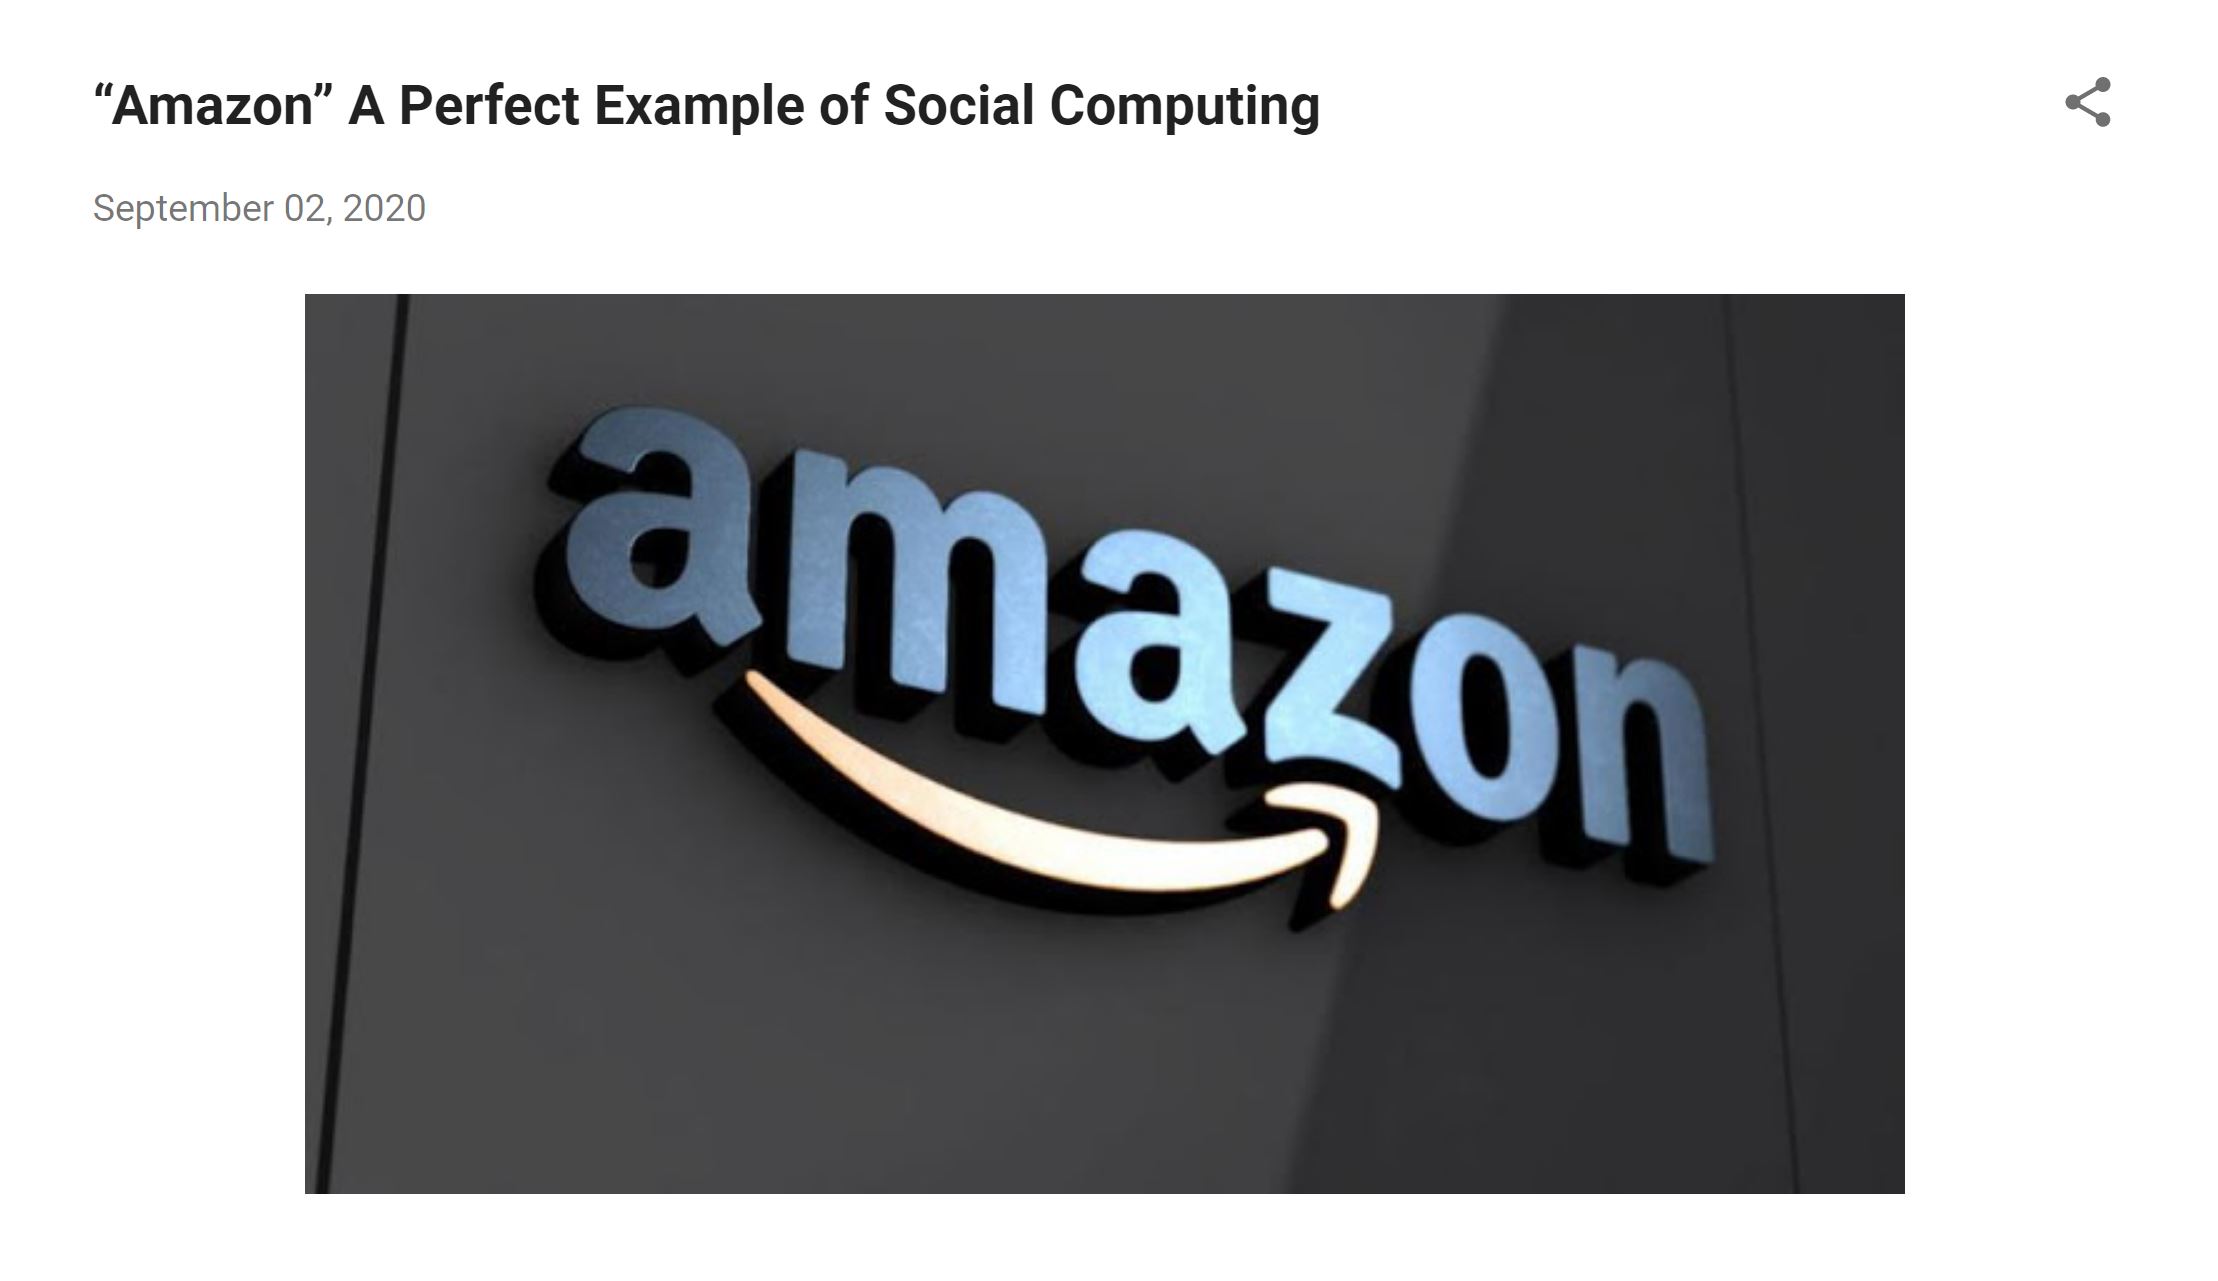 “Amazon” A Perfect Example of Social Computing
September 02, 2020
amazon